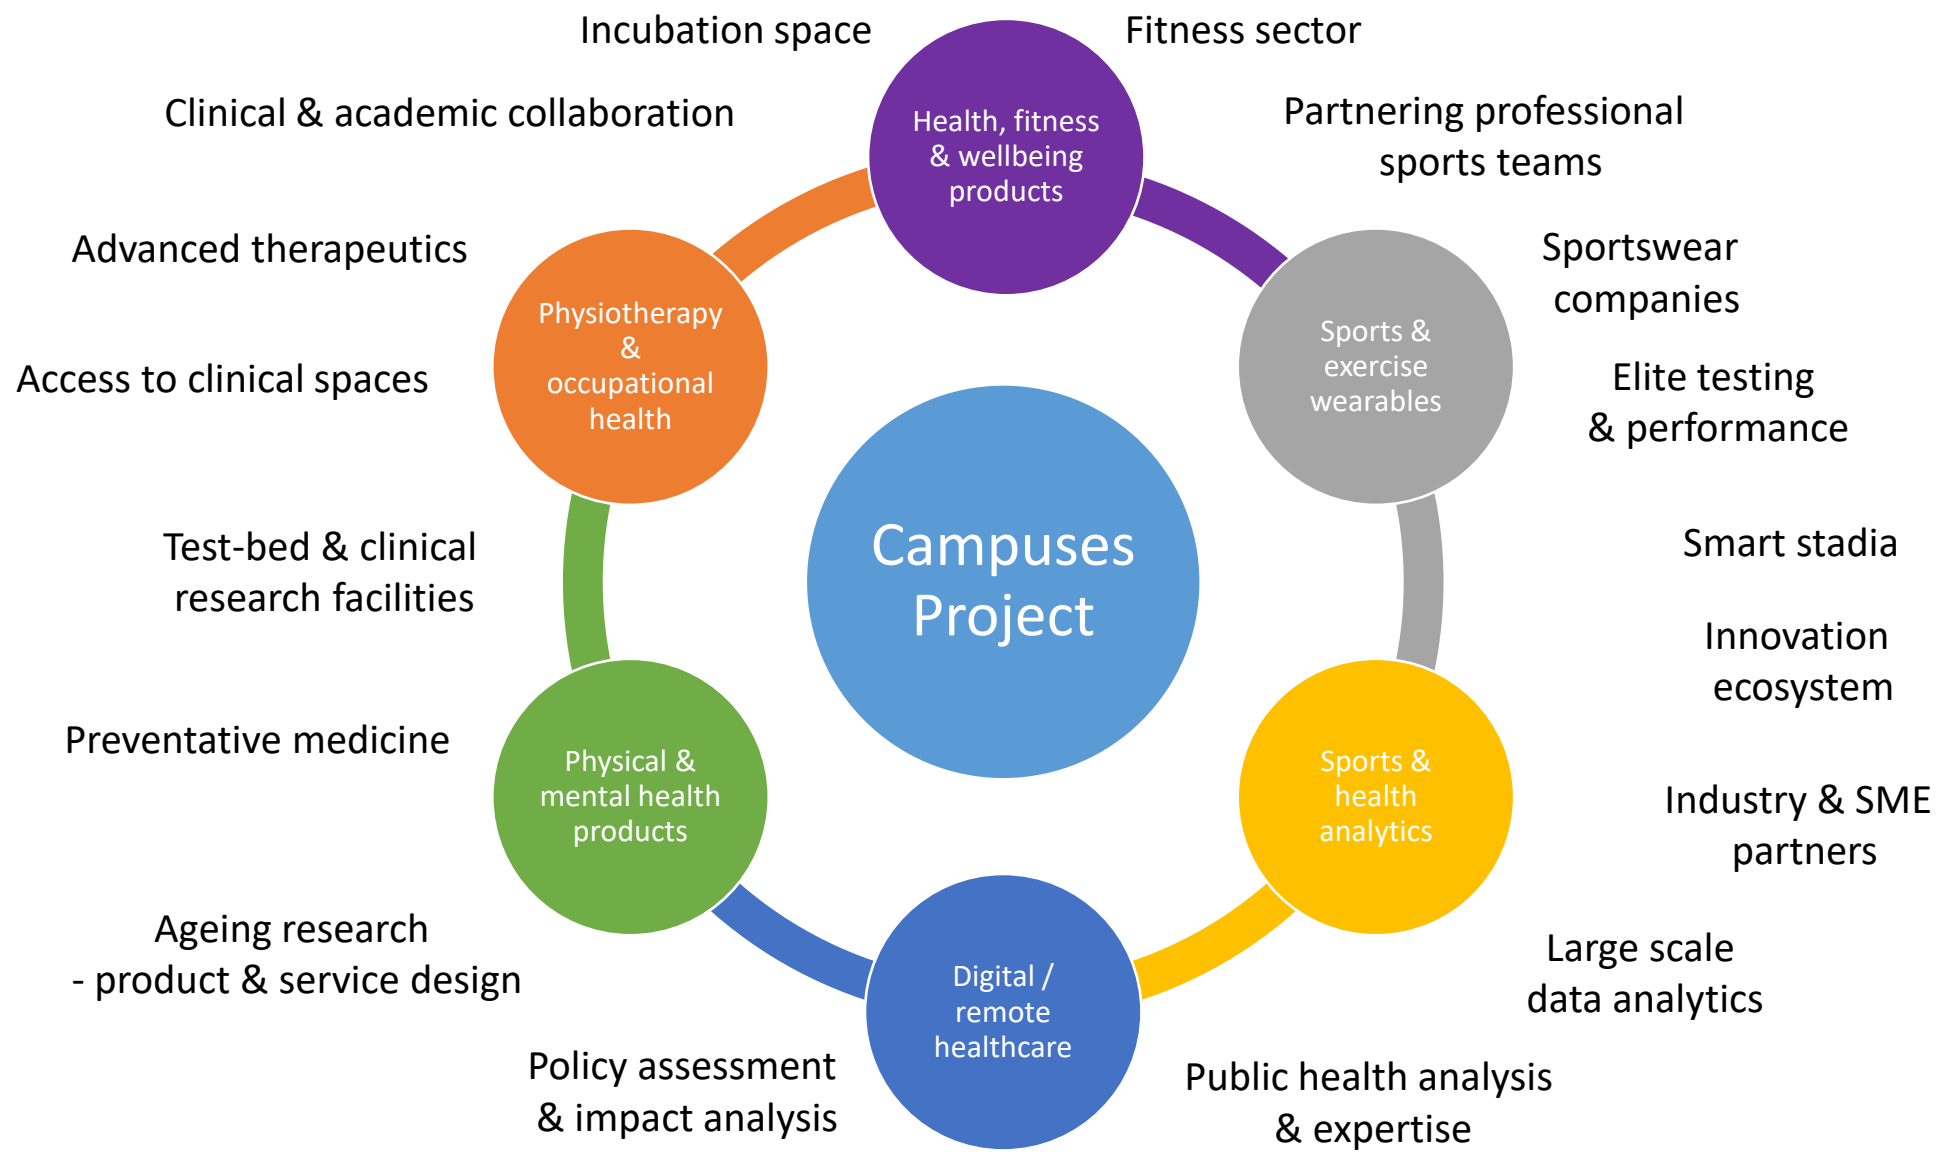 Incubation space
Fitness sector
Clinical & academic collaboration
Partnering professional
sports teams
Health, fitness
& wellbeing
products
Advanced therapeutics
Sportswear
companies
Physiotherapy
&
occupational
health
Sports &
exercise
wearables
Access to clinical spaces
Elite testing
& performance
Campuses
Project
Test-bed & clinical
research facilities
Smart stadia
Innovation
ecosystem
Preventative medicine
Physical &
mental health
products
Sports &
health
analytics
Industry & SME
partners
Ageing research
- product & service design
Large scale
data analytics
Digital /
remote
healthcare
Policy assessment
& impact analysis
Public health analysis
& expertise